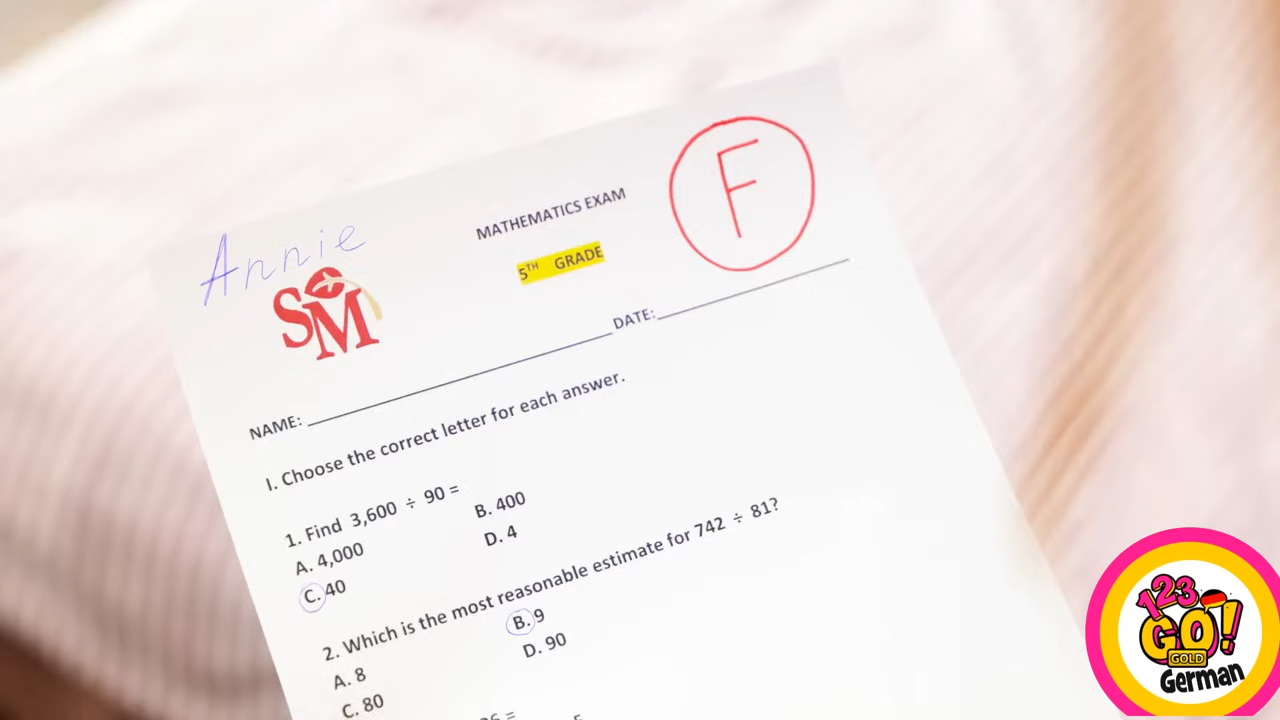 Annie
SM
MATHEMATICS EXAM
5TH GRADE
F
NAME: ____________________ DATE: ____________
I. Choose the correct letter for each answer.
1. Find 3,600 ÷ 90 =
A. 4,000 B. 400
C. 40 D. 4
2. Which is the most reasonable estimate for 742 ÷ 81?
A. 8 B. 9
C. 80 D. 90
123
GO!
GOLD
German